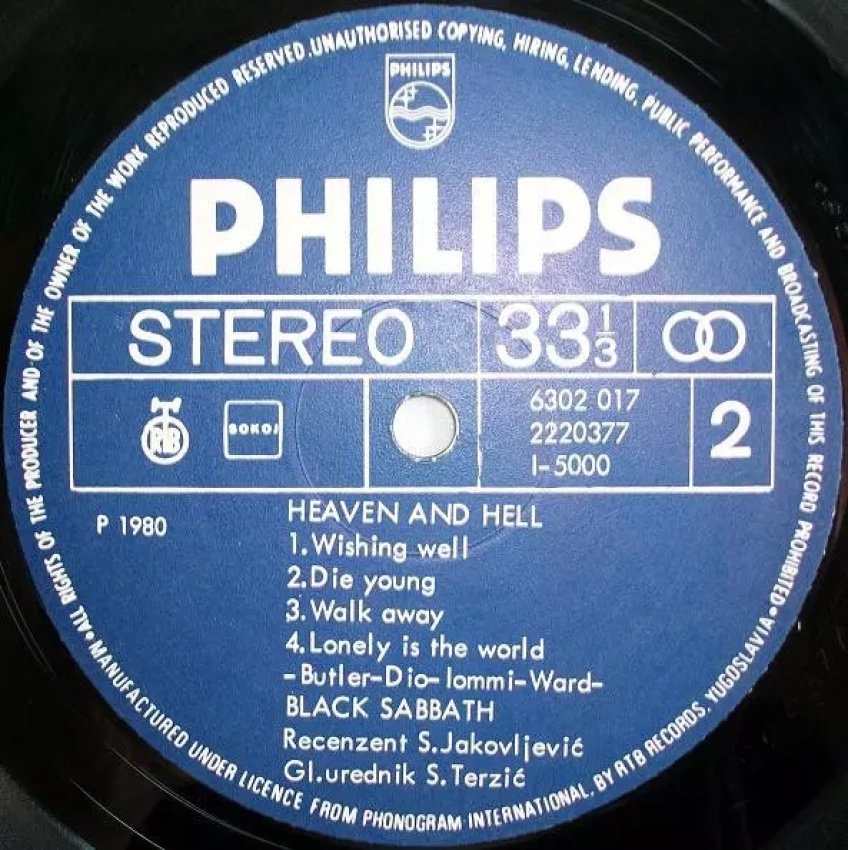 PHILIPS
PHILIPS
STEREO
33 1/3
RTB
SOKOJ
6302 017
2220377
I-5000
2
P 1980
HEAVEN AND HELL
1.Wishing well
2.Die young
3.Walk away
4.Lonely is the world
-Butler-Dio-Iommi-Ward-
BLACK SABBATH
Recenzent S.Jakovljević
Gl.urednik S.Terzić
•ALL RIGHTS OF THE PRODUCER AND OF THE OWNER OF THE WORK REPRODUCED RESERVED.UNAUTHORISED COPYING, HIRING, LENDING, PUBLIC PERFORMANCE AND BROADCASTING OF THIS RECORD PROHIBITED•
MANUFACTURED UNDER LICENCE FROM PHONOGRAM INTERNATIONAL, BY RTB RECORDS, YUGOSLAVIA•